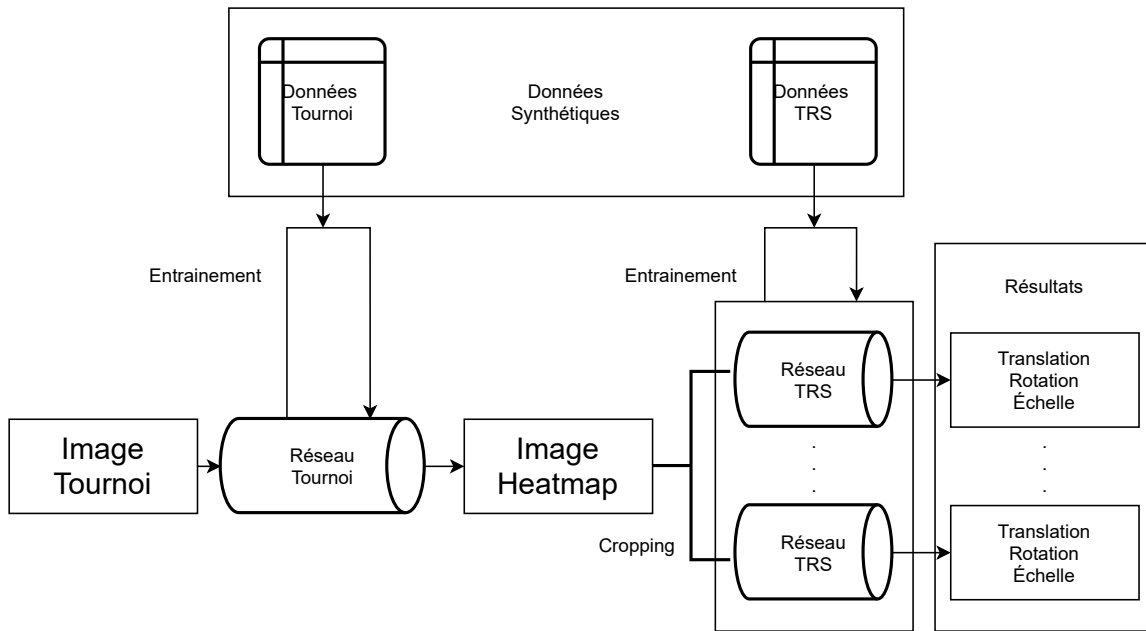 Données
Tournoi
Données
Synthétiques
Données
TRS
Entrainement
Entrainement
Résultats
Réseau
TRS
Translation
Rotation
Échelle
Image
Tournoi
Réseau
Tournoi
Image
Heatmap
.
.
.
.
.
.
.
.
Cropping
Réseau
TRS
Translation
Rotation
Échelle